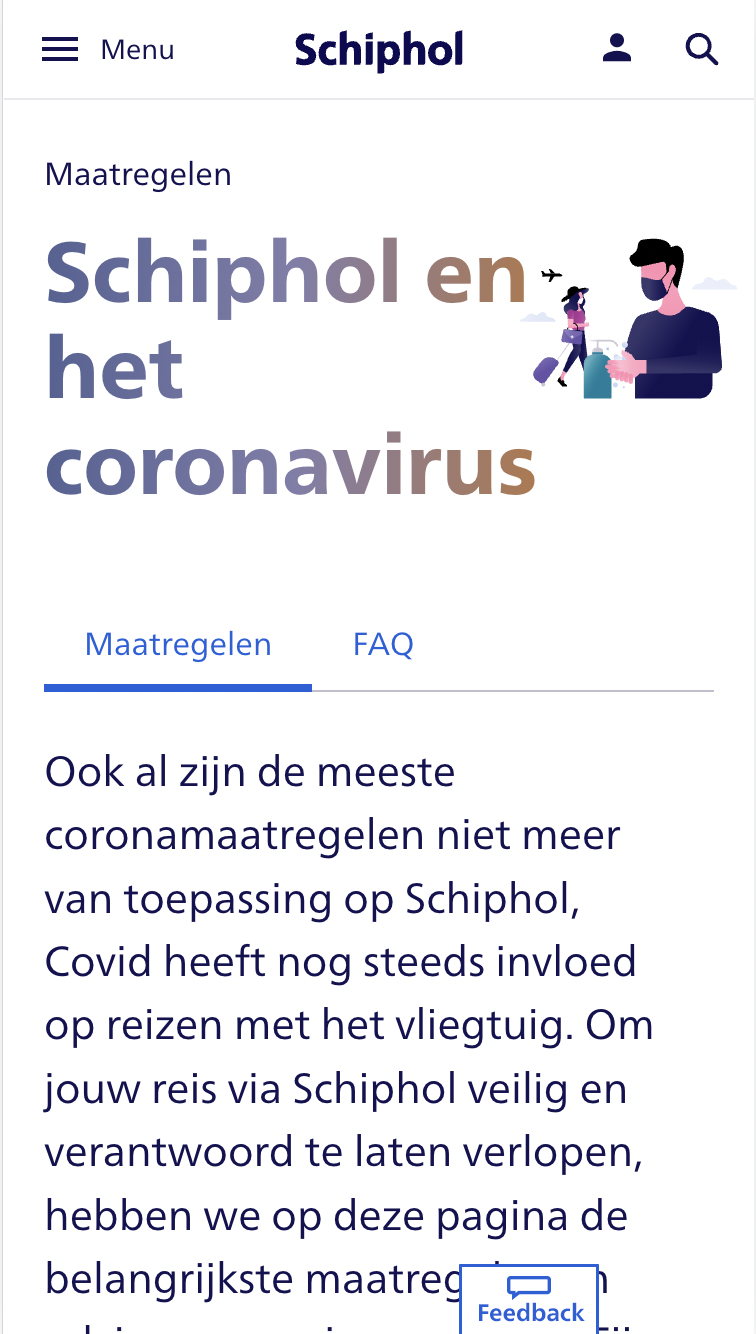 Menu
Schiphol
Maatregelen
Schiphol en
het
coronavirus
Maatregelen
FAQ
Ook al zijn de meeste
coronamaatregelen niet meer
van toepassing op Schiphol,
Covid heeft nog steeds invloed
op reizen met het vliegtuig. Om
jouw reis via Schiphol veilig en
verantwoord te laten verlopen,
hebben we op deze pagina de
belangrijkste
Feedback